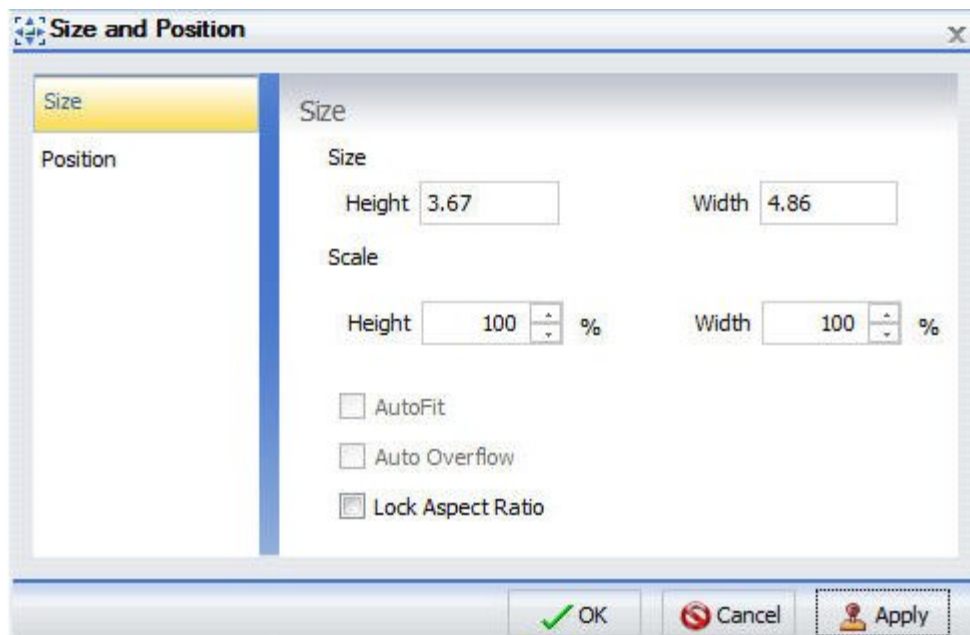 Size and Position
Size
Position
Size
Size
Height 3.67 Width 4.86
Scale
Height 100 % Width 100 %
AutoFit
Auto Overflow
Lock Aspect Ratio
OK Cancel Apply